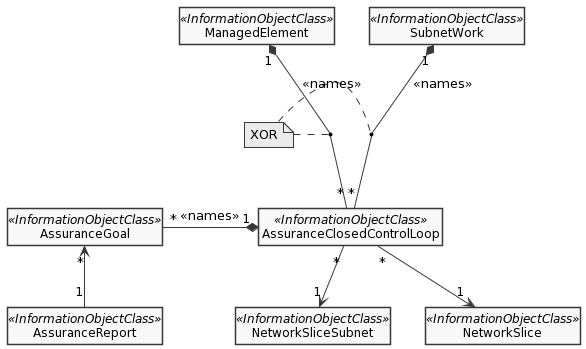 «InformationObjectClass»
ManagedElement
«InformationObjectClass»
SubnetWork
1
1
«names»
«names»
XOR
*
*
«InformationObjectClass»
AssuranceGoal
* «names» 1
«InformationObjectClass»
AssuranceClosedControlLoop
*
*
*
1
1
1
«InformationObjectClass»
AssuranceReport
«InformationObjectClass»
NetworkSliceSubnet
«InformationObjectClass»
NetworkSlice